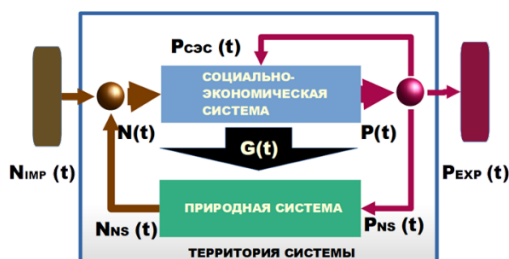 PСЭС (t)
СОЦИАЛЬНО-
ЭКОНОМИЧЕСКАЯ
СИСТЕМА
N(t)
P(t)
G(t)
NIMP (t)
PEXP (t)
ПРИРОДНАЯ СИСТЕМА
NNS (t)
PNS (t)
ТЕРРИТОРИЯ СИСТЕМЫ